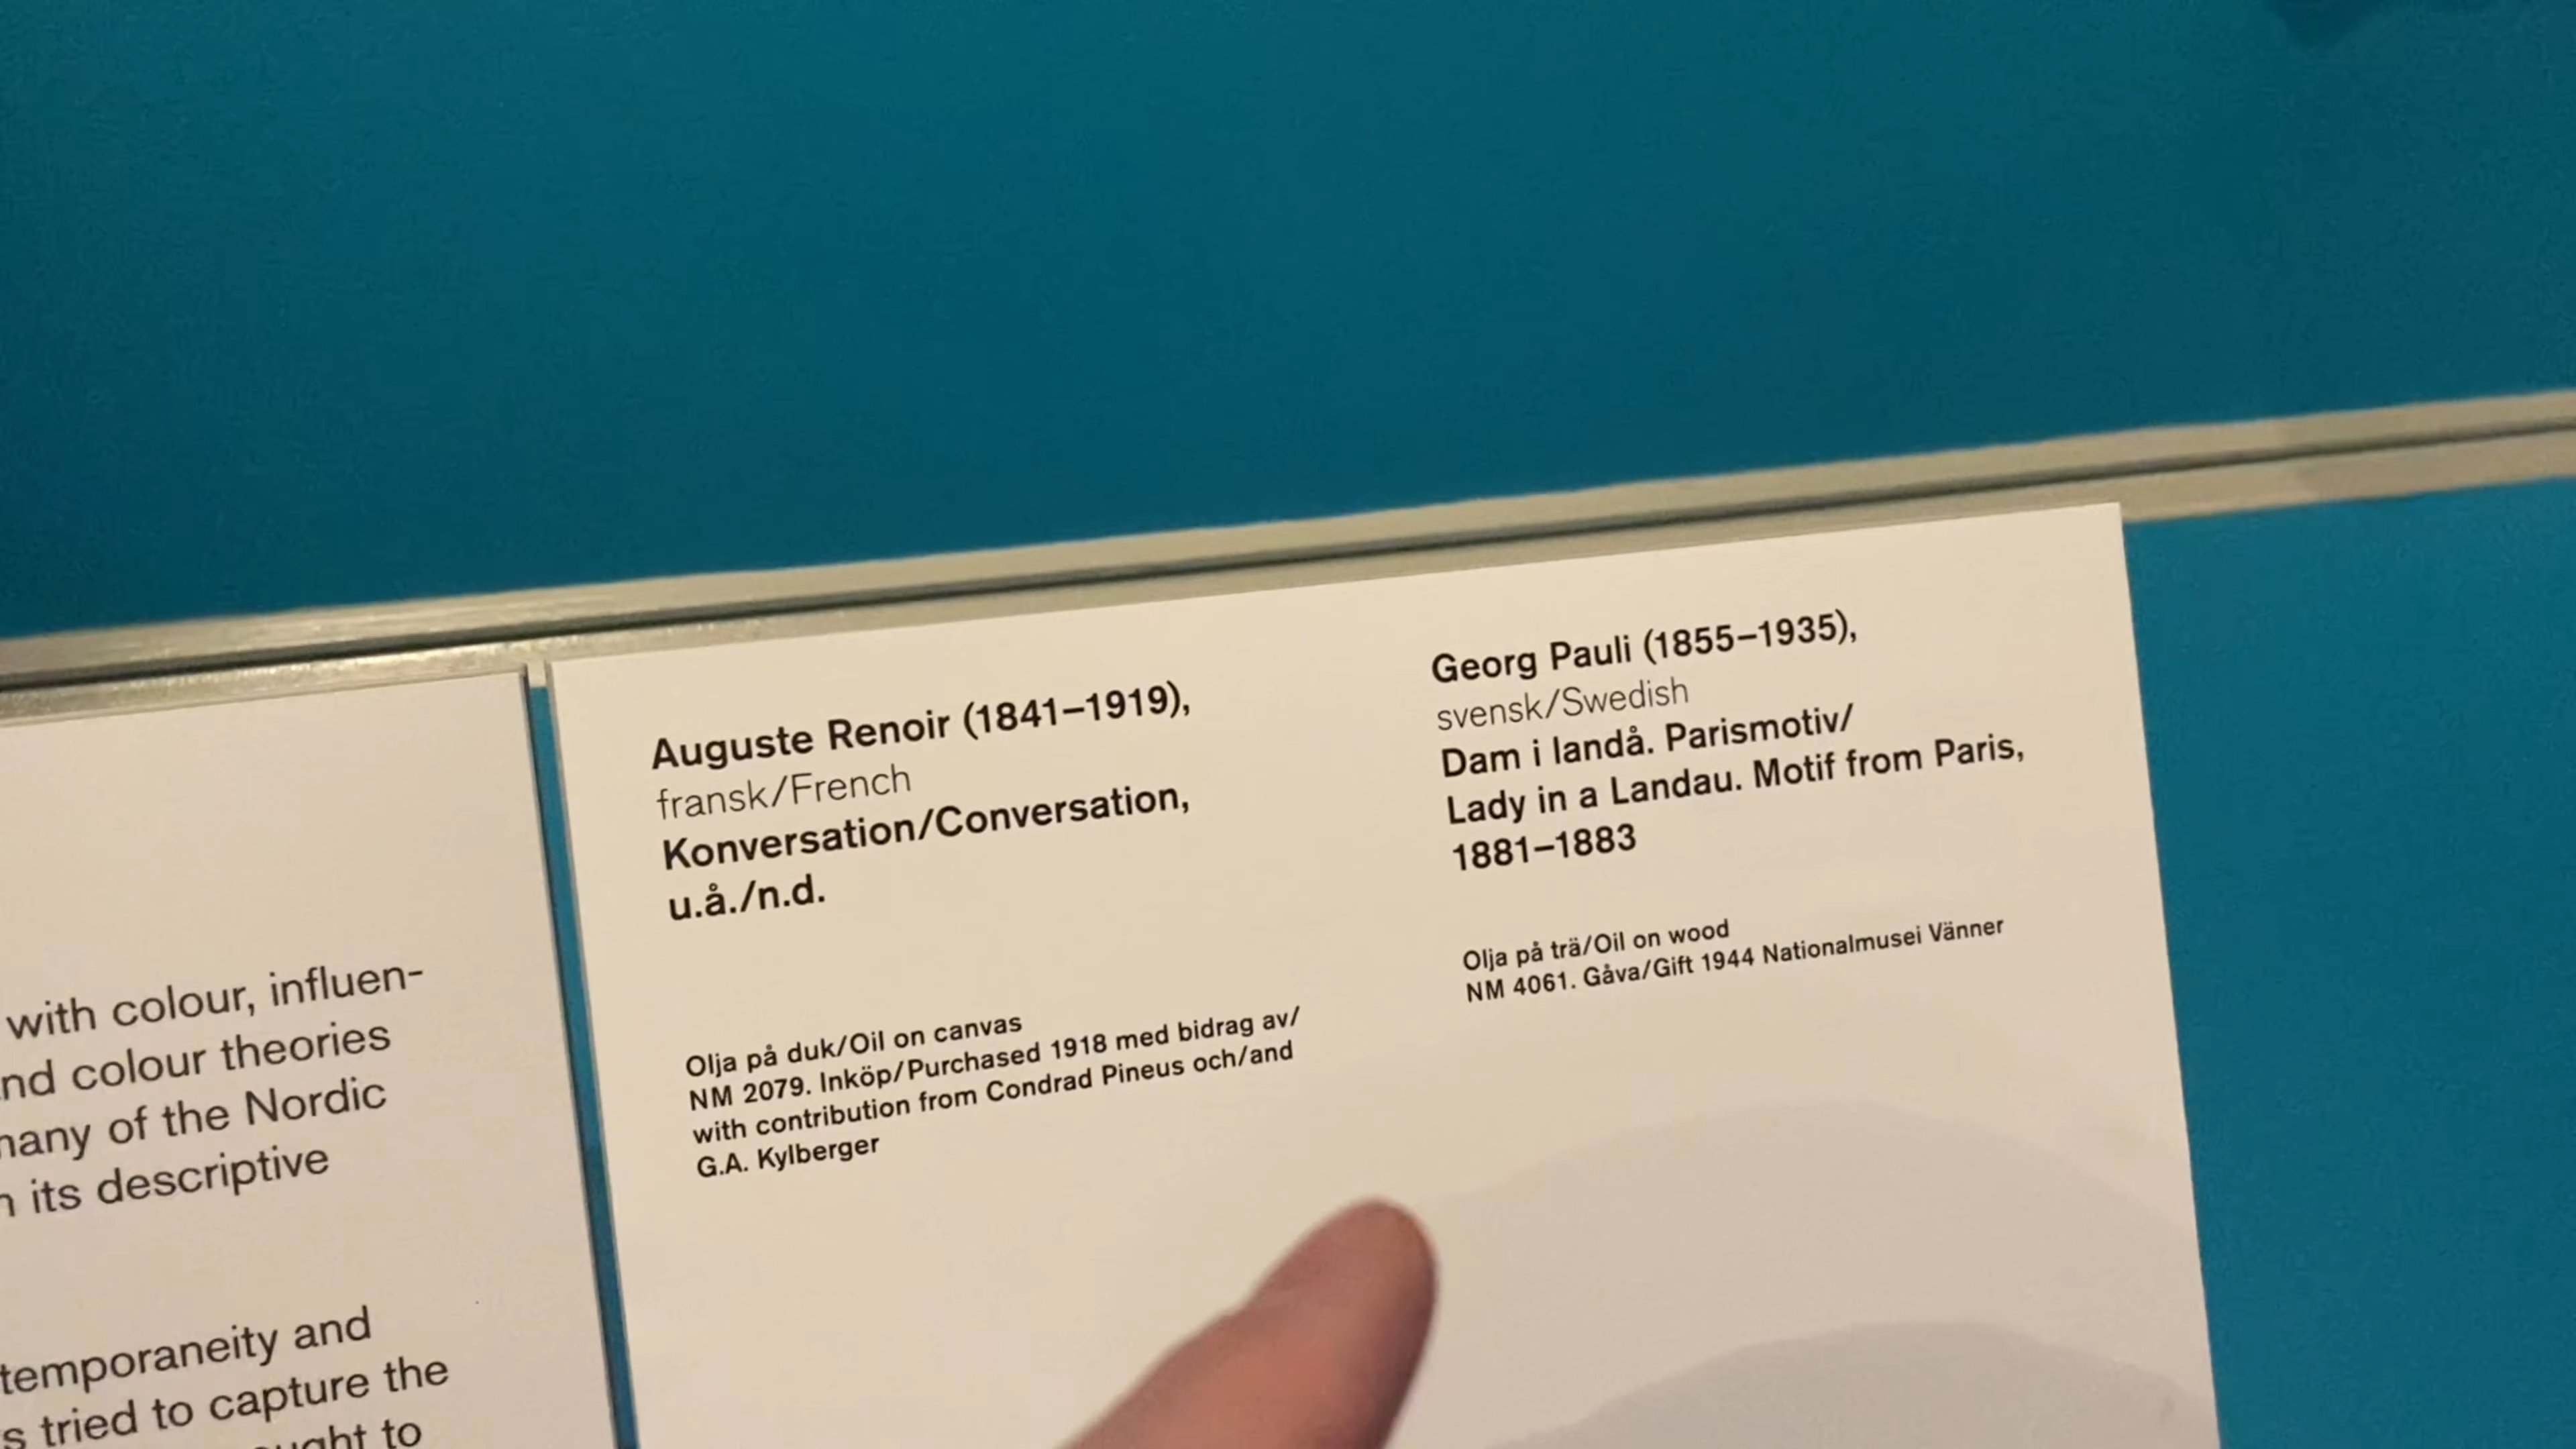 with colour, influen-
colour theories
of the Nordic
its descriptive
and
tried to capture the
to
Auguste Renoir (1841–1919),
fransk/French
Konversation/Conversation,
u.å./n.d.
Olja på duk/Oil on canvas
NM 2079. Inköp/Purchased 1918 med bidrag av/
with contribution from Condrad Pineus och/and
G.A. Kylberger
Georg Pauli (1855–1935),
svensk/Swedish
Dam i landå. Parismotiv/
Lady in a Landau. Motif from Paris,
1881–1883
Olja på trä/Oil on wood
NM 4061. Gåva/Gift 1944 Nationalmusei Vänner